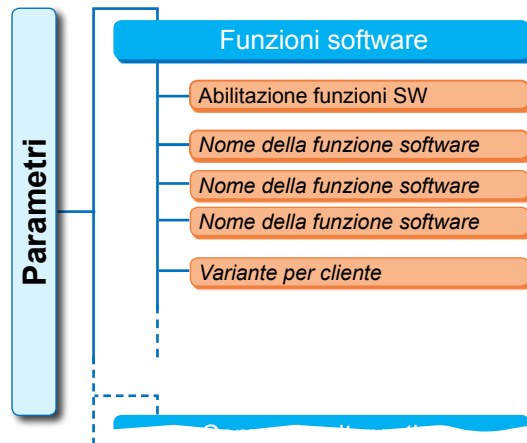 Parametri
Funzioni software
Abilitazione funzioni SW
Nome della funzione software
Nome della funzione software
Nome della funzione software
Variante per cliente